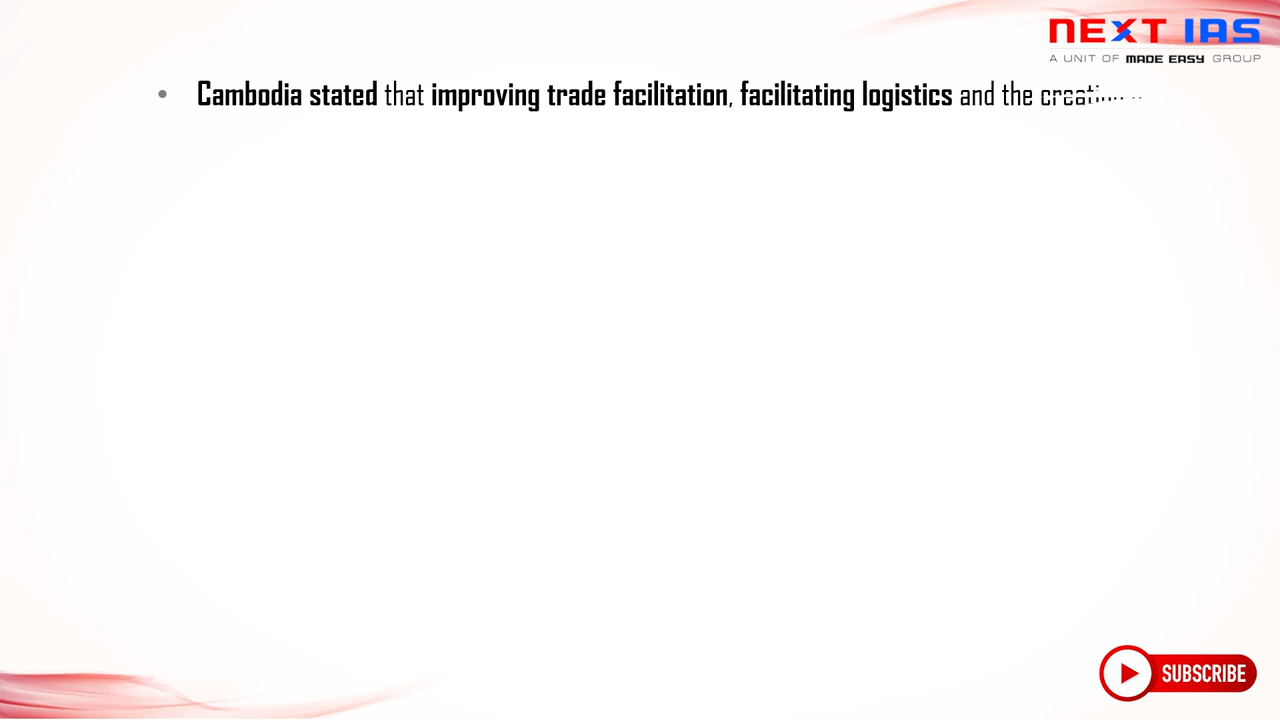 NEXT IAS
A UNIT OF MADE EASY GROUP
• Cambodia stated that improving trade facilitation, facilitating logistics and the
SUBSCRIBE